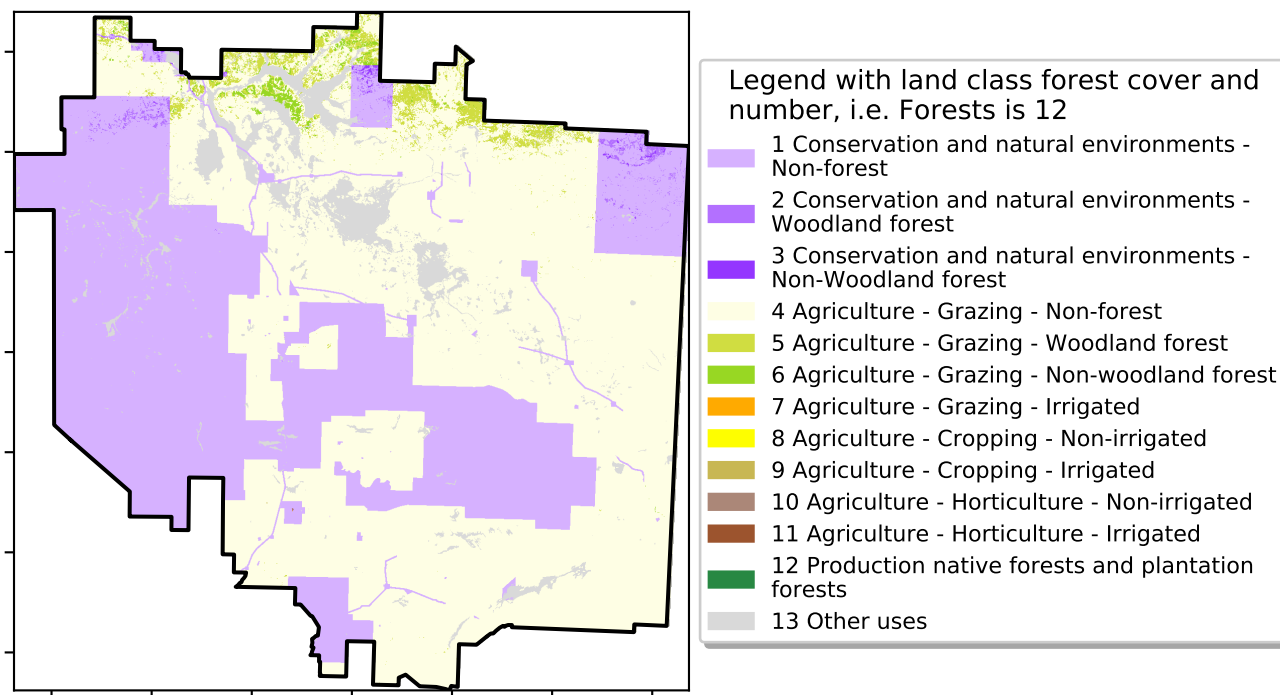 Legend with land class forest cover and
number, i.e. Forests is 12
1 Conservation and natural environments -
Non-forest
2 Conservation and natural environments -
Woodland forest
3 Conservation and natural environments -
Non-Woodland forest
4 Agriculture - Grazing - Non-forest
5 Agriculture - Grazing - Woodland forest
6 Agriculture - Grazing - Non-woodland forest
7 Agriculture - Grazing - Irrigated
8 Agriculture - Cropping - Non-irrigated
9 Agriculture - Cropping - Irrigated
10 Agriculture - Horticulture - Non-irrigated
11 Agriculture - Horticulture - Irrigated
12 Production native forests and plantation
forests
13 Other uses